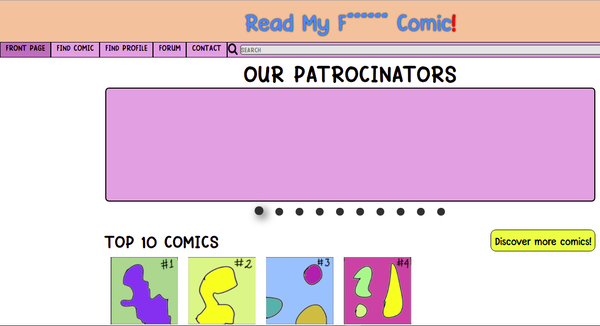 Read My F****** Comic!
FRONT PAGE FIND COMIC FIND PROFILE FORUM CONTACT SEARCH
OUR PATROCINATORS
TOP 10 COMICS Discover more comics!
#1 #2 #3 #4